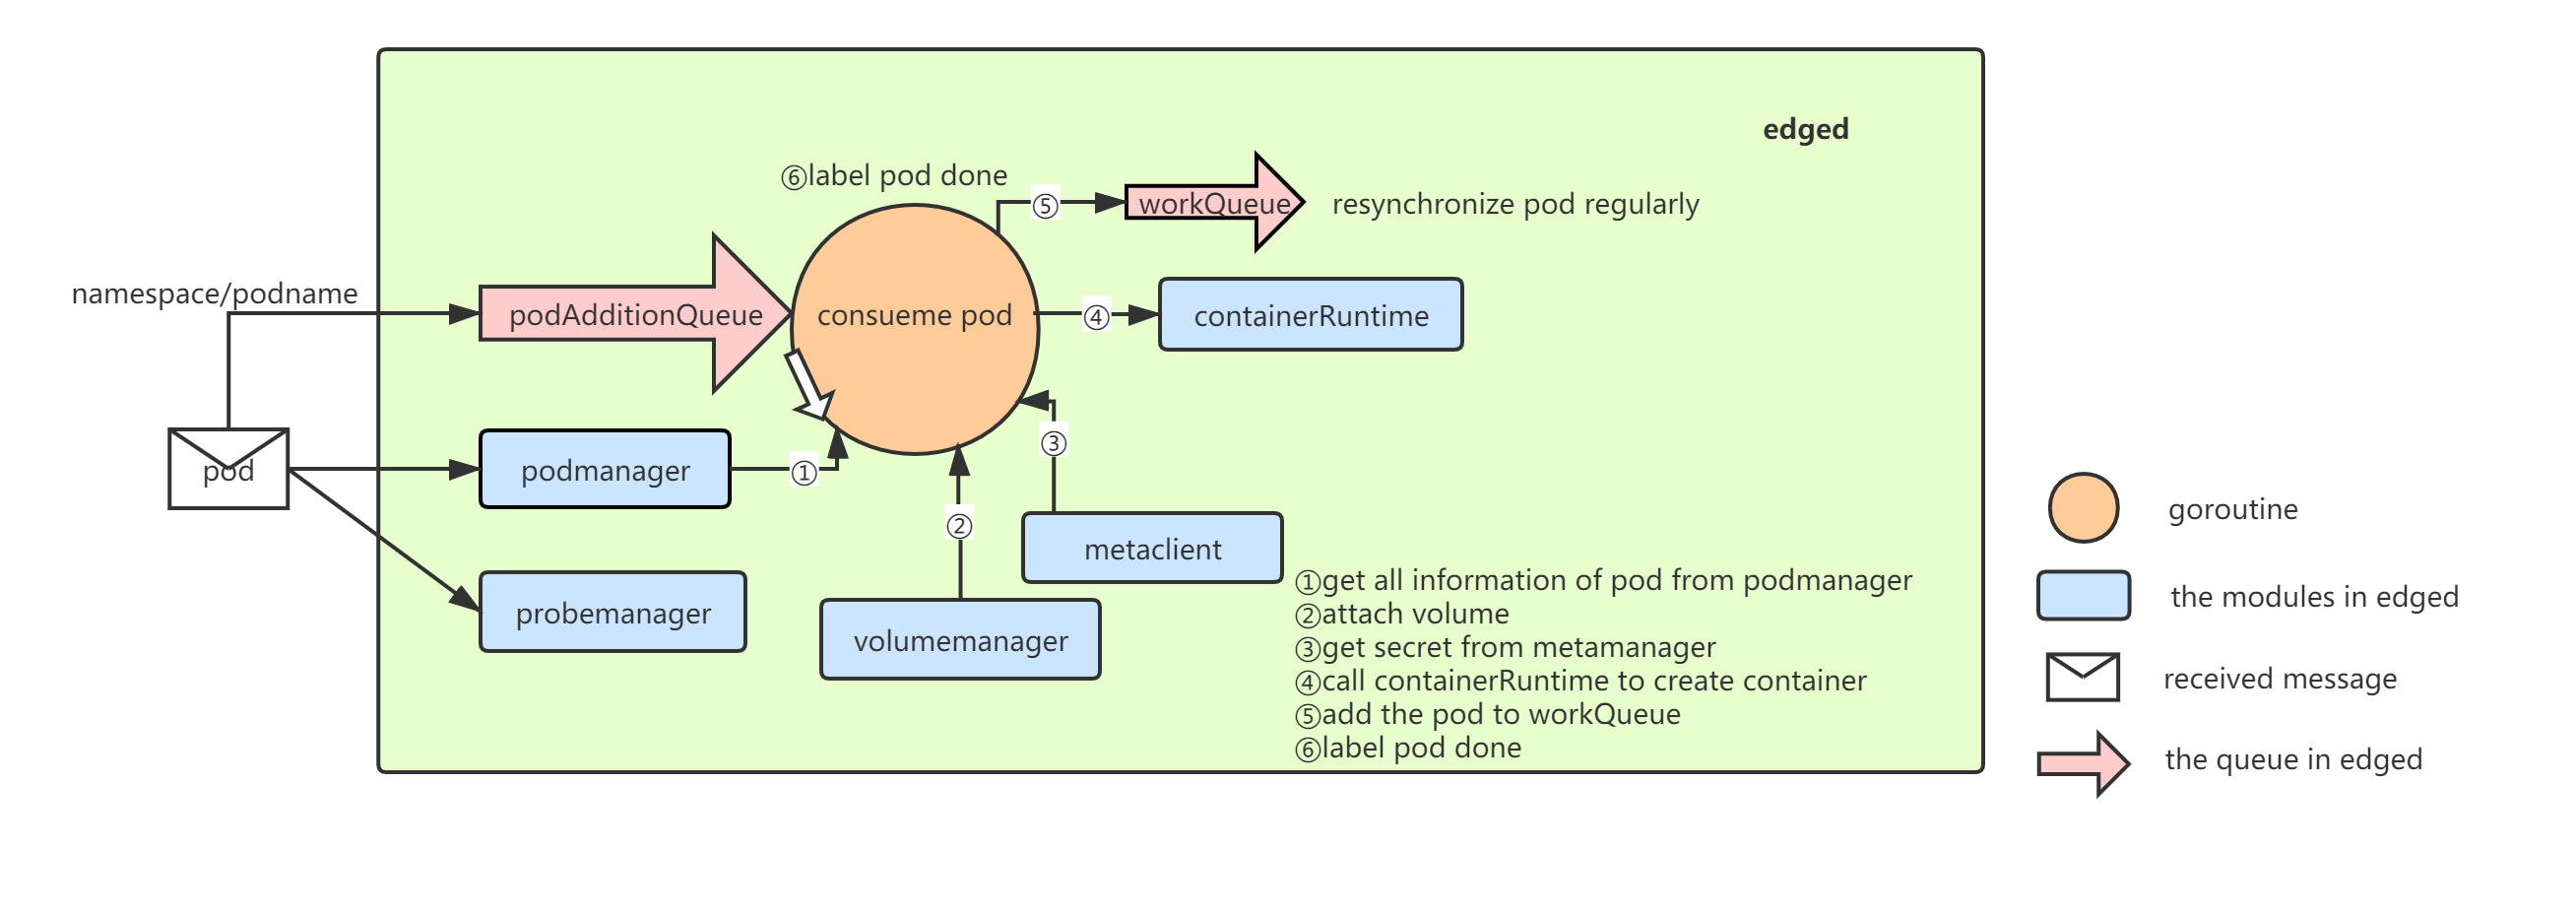 edged
⑥label pod done
⑤
workQueue
resynchronize pod regularly
namespace/podname
podAdditionQueue
consueme pod
④
containerRuntime
pod
podmanager
①
③
②
metaclient
probemanager
volumemanager
①get all information of pod from podmanager
②attach volume
③get secret from metamanager
④call containerRuntime to create container
⑤add the pod to workQueue
⑥label pod done
goroutine
the modules in edged
received message
the queue in edged